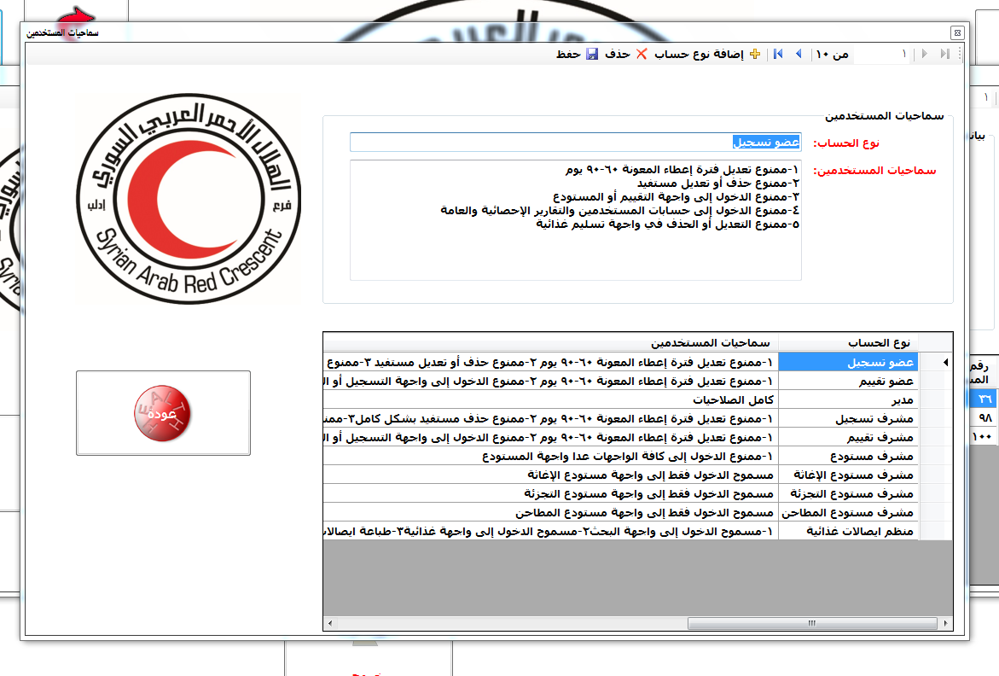 سماحيات المستخدمين
حفظ
حذف
إضافة نوع حساب
من ١٠
١
الهلال الأحمر العربي السوري
فرع
إدلب
Syrian Arab Red Crescent
سماحيات المستخدمين
نوع الحساب:
عضو تسجيل
سماحيات المستخدمين:
١-ممنوع تعديل فترة إعطاء المعونة ٦٠-٩٠ يوم
٢-ممنوع حذف أو تعديل مستفيد
٣-ممنوع الدخول إلى واجهة التقييم أو المستودع
٤-ممنوع الدخول إلى حسابات المستخدمين والتقارير الإحصائية والعامة
٥-ممنوع التعديل أو الحذف في واجهة تسليم غذائية
نوع الحساب سماحيات المستخدمين
عضو تسجيل ١-ممنوع تعديل فترة إعطاء المعونة ٦٠-٩٠ يوم ٢-ممنوع حذف أو تعديل مستفيد ٣-ممنوع
عضو تقييم ١-ممنوع تعديل فترة إعطاء المعونة ٦٠-٩٠ يوم ٢-ممنوع الدخول إلى واجهة التسجيل أو
مدير كامل الصلاحيات
مشرف تسجيل ١-ممنوع تعديل فترة إعطاء المعونة ٦٠-٩٠ يوم ٢-ممنوع حذف مستفيد بشكل كامل٣-
مشرف تقييم ١-ممنوع تعديل فترة إعطاء المعونة ٦٠-٩٠ يوم ٢-ممنوع الدخول إلى واجهة التسجيل أو
مشرف مستودع ١-ممنوع الدخول إلى كافة الواجهات عدا واجهة المستودع
مشرف مستودع الإغاثة مسموح الدخول فقط إلى واجهة مستودع الإغاثة
مشرف مستودع التجزئة مسموح الدخول فقط إلى واجهة مستودع التجزئة
مشرف مستودع المطاحن مسموح الدخول فقط إلى واجهة مستودع المطاحن
منظم ايصالات غذائية ١-مسموح الدخول إلى واجهة البحث٢-مسموح الدخول إلى واجهة غذائية٣-طباعة ايصالات
عودة
١
رقم
٣٦
٩٨
١٠٠